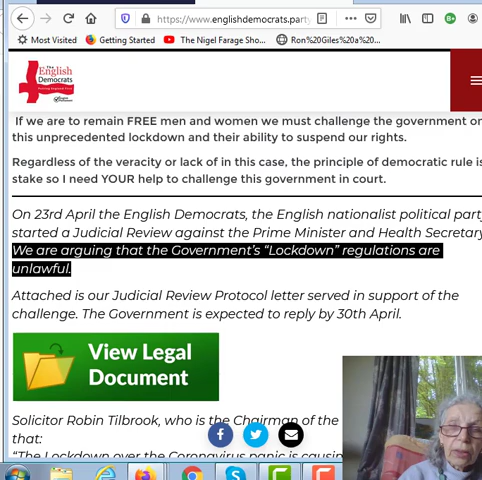 https://www.englishdemocrats.party
Most Visited
Getting Started
The Nigel Farage Sho...
Ron%20Giles%20a%20...
The
English
Democrats
If we are to remain FREE men and women we must challenge the government on
this unprecedented lockdown and their ability to suspend our rights.
Regardless of the veracity or lack of in this case, the principle of democratic rule is
stake so I need YOUR help to challenge this government in court.
On 23rd April the English Democrats, the English nationalist political party
started a Judicial Review against the Prime Minister and Health Secretary
We are arguing that the Government's "Lockdown" regulations are
unlawful.
Attached is our Judicial Review Protocol letter served in support of the
challenge. The Government is expected to reply by 30th April.
View Legal
Document
Solicitor Robin Tilbrook, who is the Chairman of the
that:
"The Lockdown over the Coronavirus panic is causin